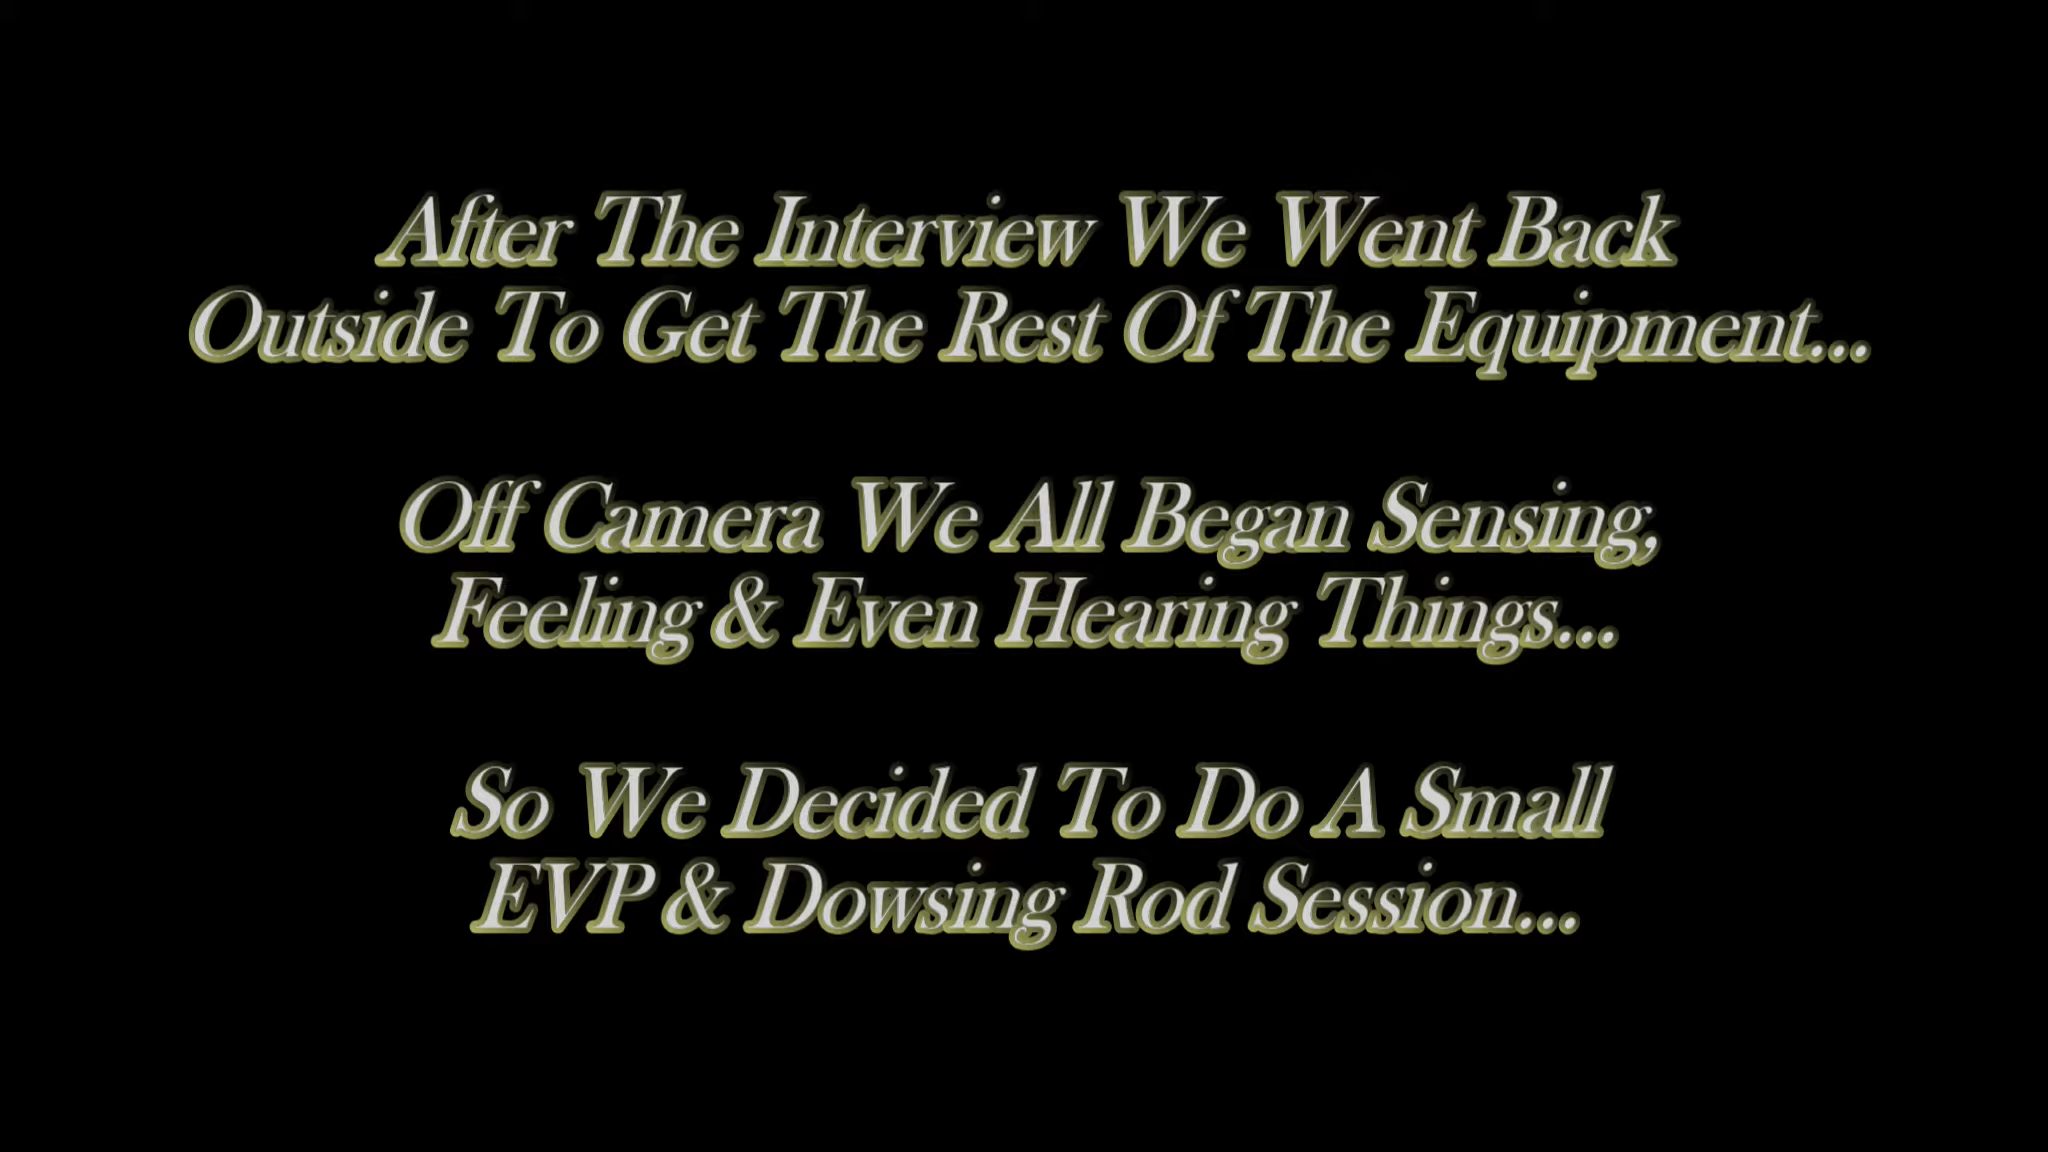 After The Interview We Went Back
Outside To Get The Rest Of The Equipment...
Off Camera We All Began Sensing,
Feeling & Even Hearing Things...
So We Decided To Do A Small
EVP & Dowsing Rod Session...